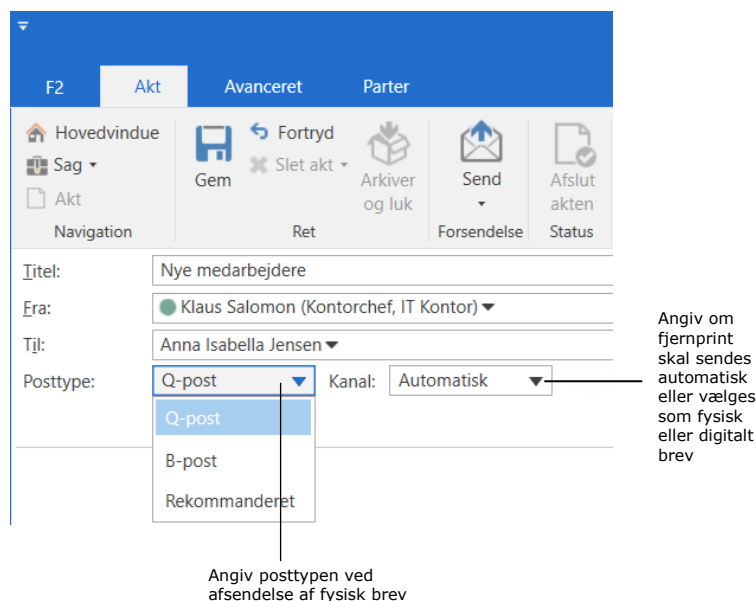 F2 Akt Avanceret Parter
Hovedvindue
Sag
Akt
Navigation
Gem
Fortryd
Slet akt
Ret
Arkiver
og luk
Send
Forsendelse
Afslut
akten
Status
Titel: Nye medarbejdere
Fra: Klaus Salomon (Kontorchef, IT Kontor)
Til: Anna Isabella Jensen
Posttype: Q-post Kanal: Automatisk
Q-post
B-post
Rekommanderet
Angiv om
fjernprint
skal sendes
automatisk
eller vælges
som fysisk
eller digitalt
brev
Angiv posttypen ved
afsendelse af fysisk brev